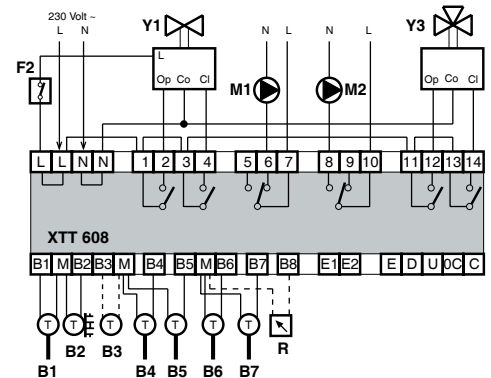 230 Volt ~
L N
Y1
Y3
N L
N L
F2
L
Op Co Cl
Op Co Cl
M1
M2
L L N N 1 2 3 4 5 6 7 8 9 10 11 12 13 14
XTT 608
B1 M B2 B3 M B4 B5 M B6 B7 B8 E1 E2 E D U 0C C
T T T T T T T
R
B1 B2 B3 B4 B5 B6 B7